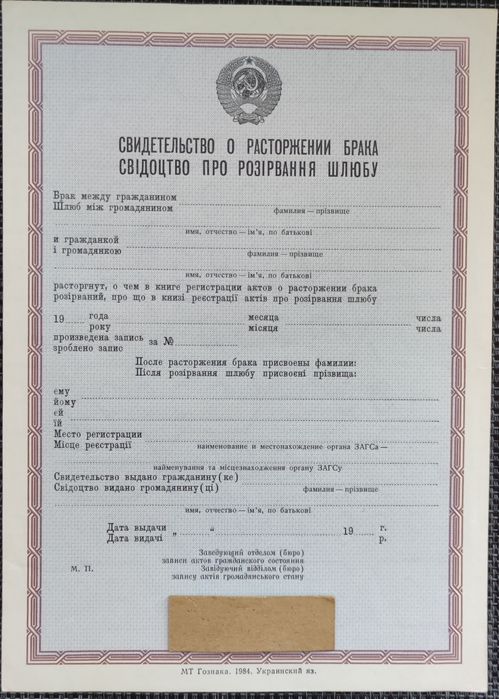 СВИДЕТЕЛЬСТВО О РАСТОРЖЕНИИ БРАКА
СВІДОЦТВО ПРО РОЗІРВАННЯ ШЛЮБУ
Брак между гражданином
Шлюб між громадянином
фамилия — прізвище
имя, отчество — ім'я, по батькові
и гражданкой
і громадянкою
фамилия — прізвище
имя, отчество — ім'я, по батькові
расторгнут, о чем в книге регистрации актов о расторжении брака
розірваний, про що в книзі реєстрації актів про розірвання шлюбу
19 года месяца числа
року місяця числа
произведена запись за №
зроблено запис
После расторжения брака присвоены фамилии:
Після розірвання шлюбу присвоєні прізвища:
ему
йому
ей
їй
Место регистрации
Місце реєстрації
наименование и местонахождение органа ЗАГСа —
найменування та місцезнаходження органу ЗАГСу
Свидетельство выдано гражданину(ке)
Свідоцтво видано громадянину(ці)
фамилия — прізвище
имя, отчество — ім'я, по батькові
Дата выдачи „ “ 19 г.
Дата видачі р.
Заведующий отделом (бюро)
записи актов гражданского состояния
М. П. Завідуючий відділом (бюро)
запису актів громадянського стану
МТ Гознака. 1984. Украинский яз.